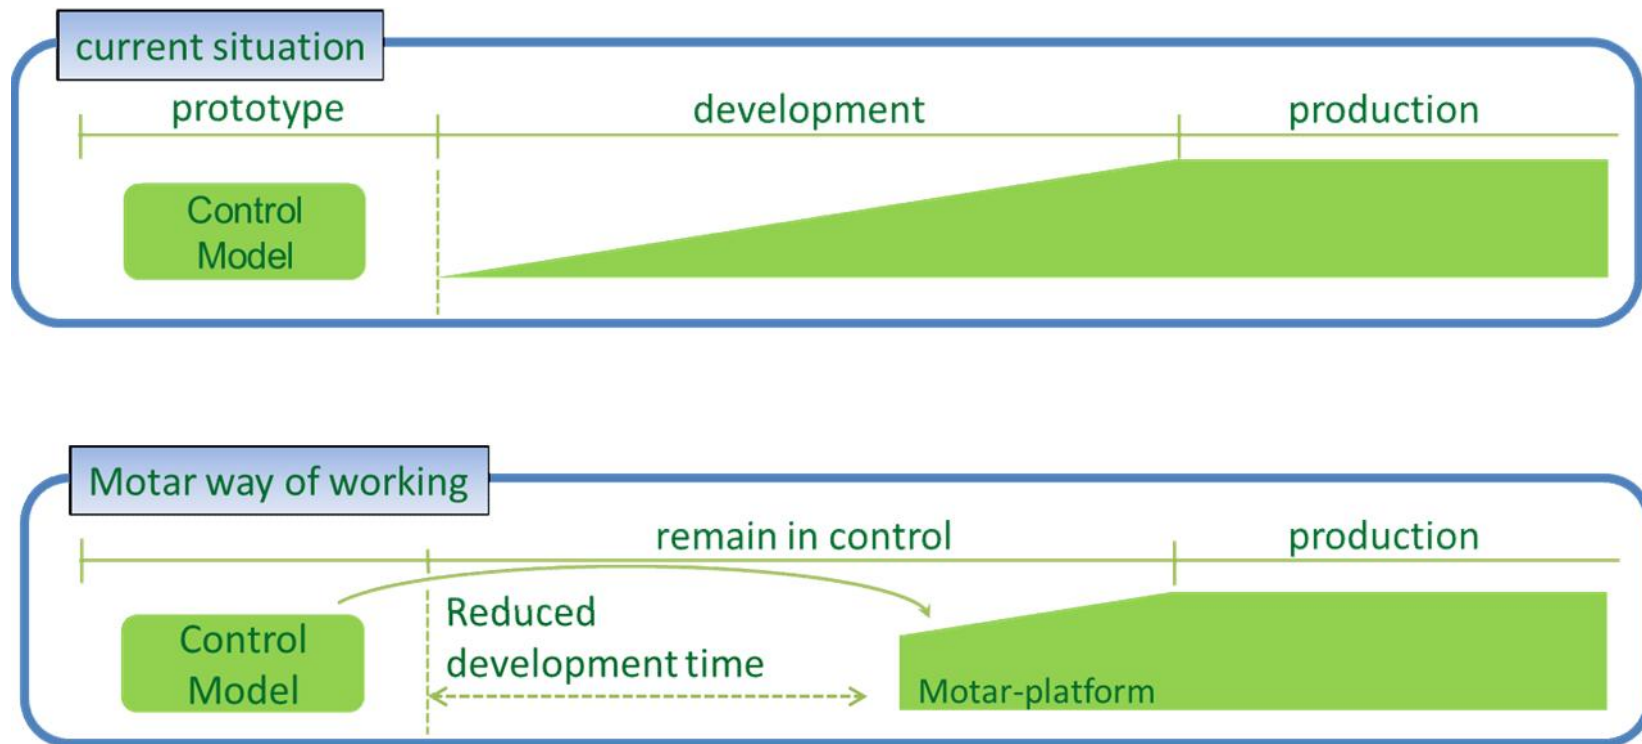 current situation
prototype
development
production
Control
Model
Motar way of working
remain in control
production
Control
Model
Reduced
development time
Motar-platform